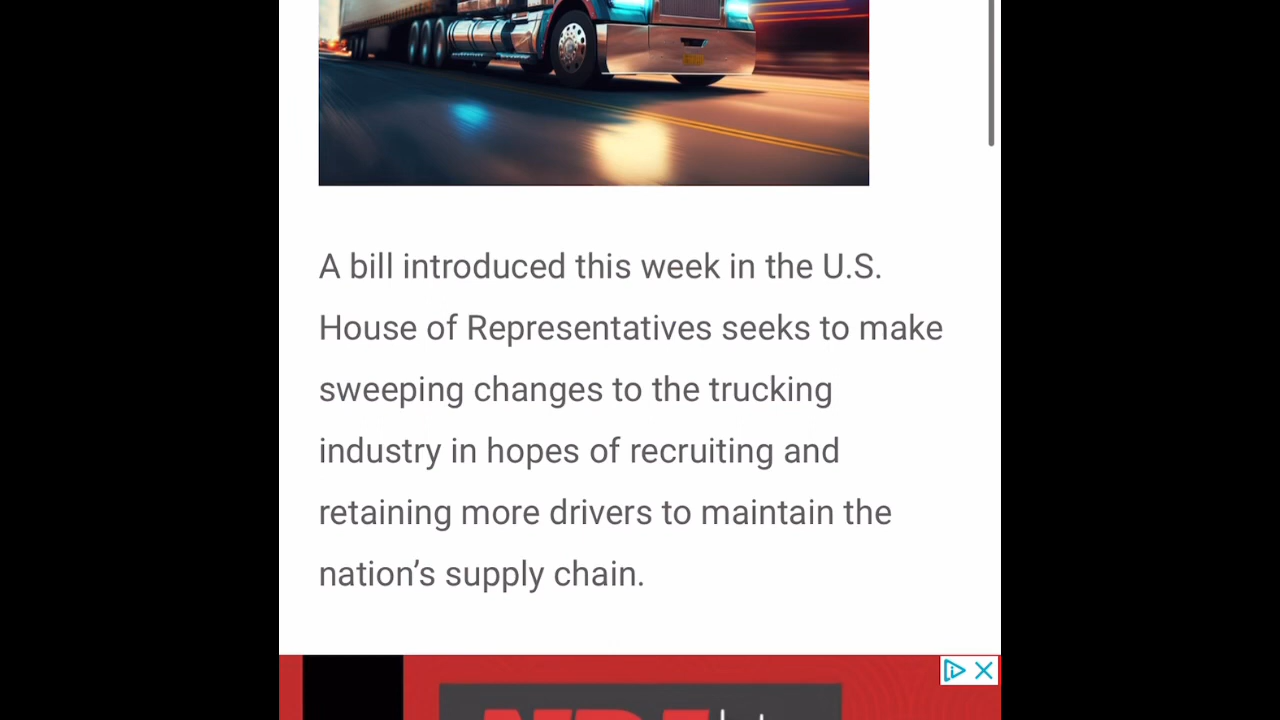 A bill introduced this week in the U.S.
House of Representatives seeks to make
sweeping changes to the trucking
industry in hopes of recruiting and
retaining more drivers to maintain the
nation’s supply chain.